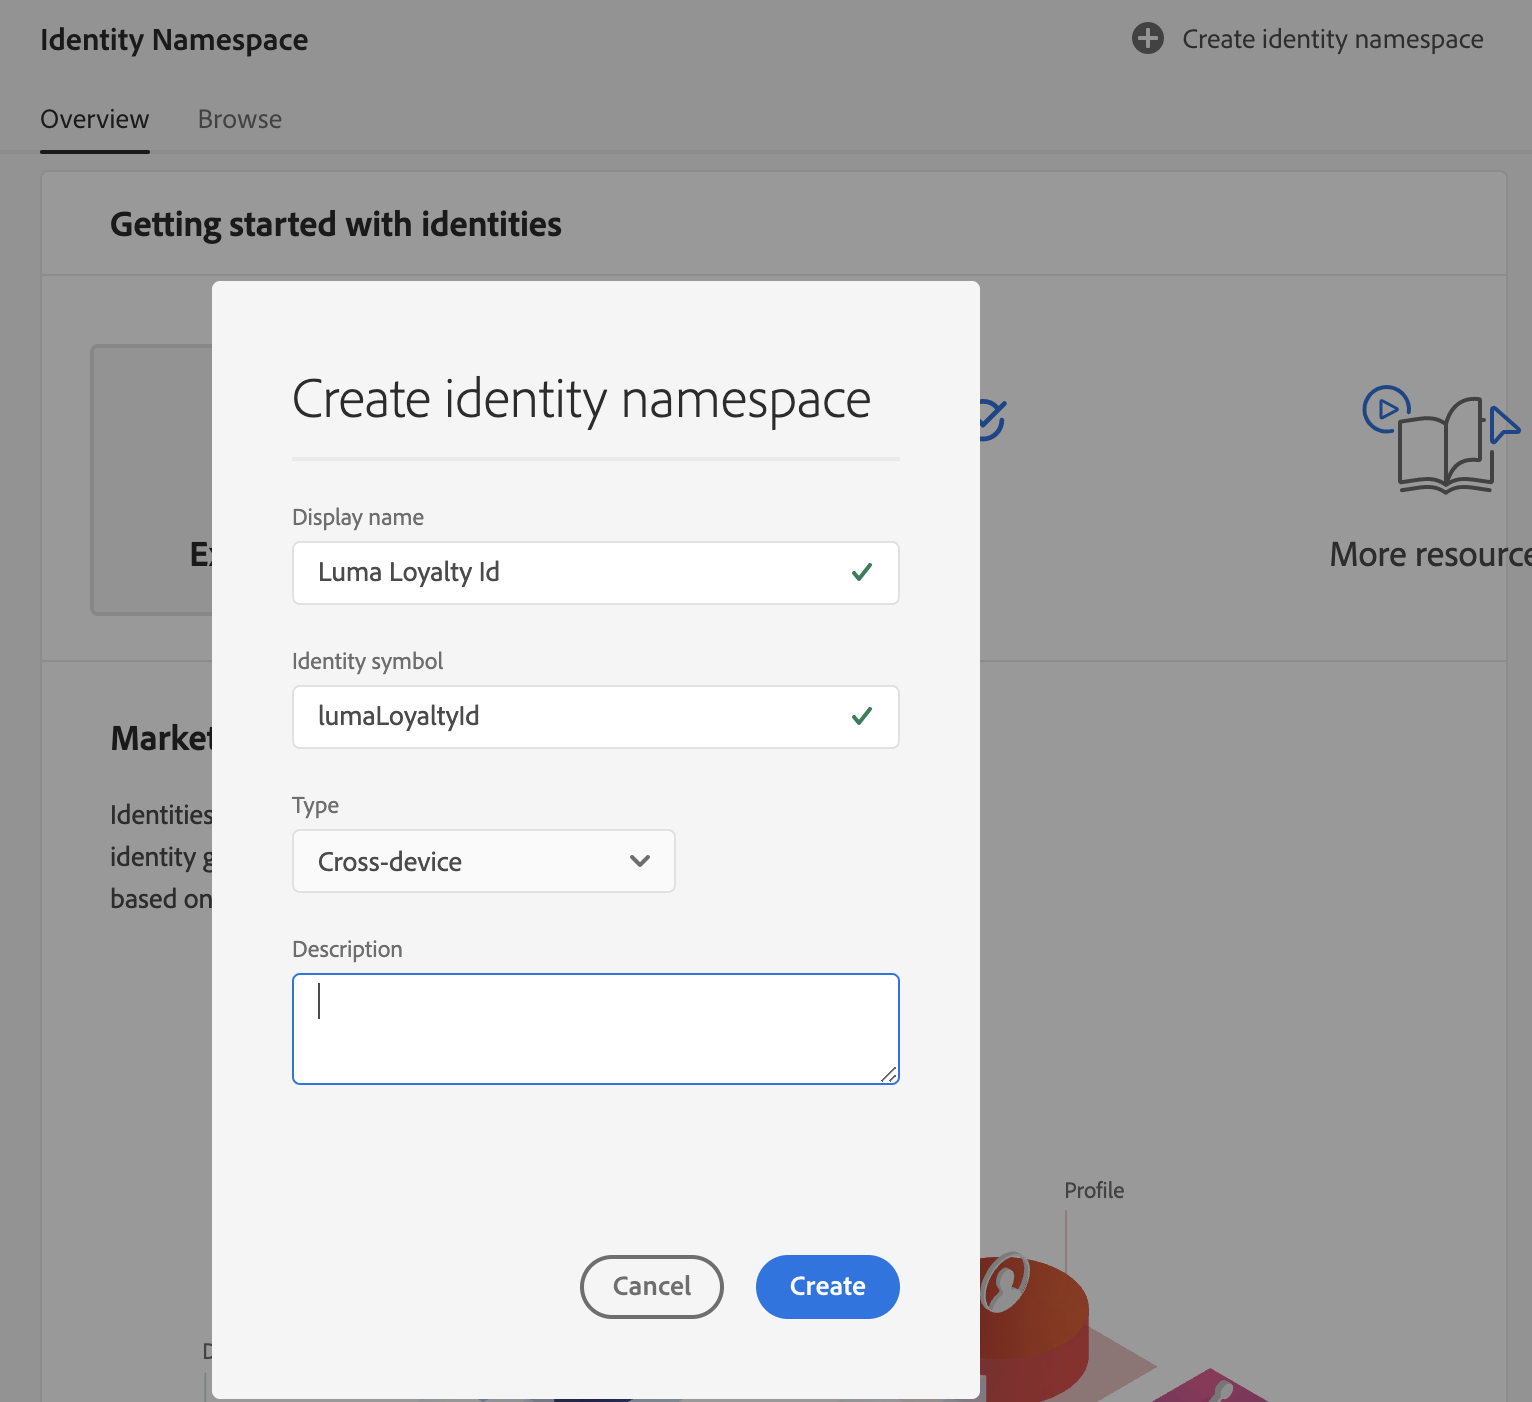 Identity Namespace
Create identity namespace
Overview Browse
Getting started with identities
Create identity namespace
Display name
Luma Loyalty Id
Identity symbol
lumaLoyaltyId
Type
Cross-device
Description
Cancel Create
More resource
Market
Identities
identity g
based on
Profile